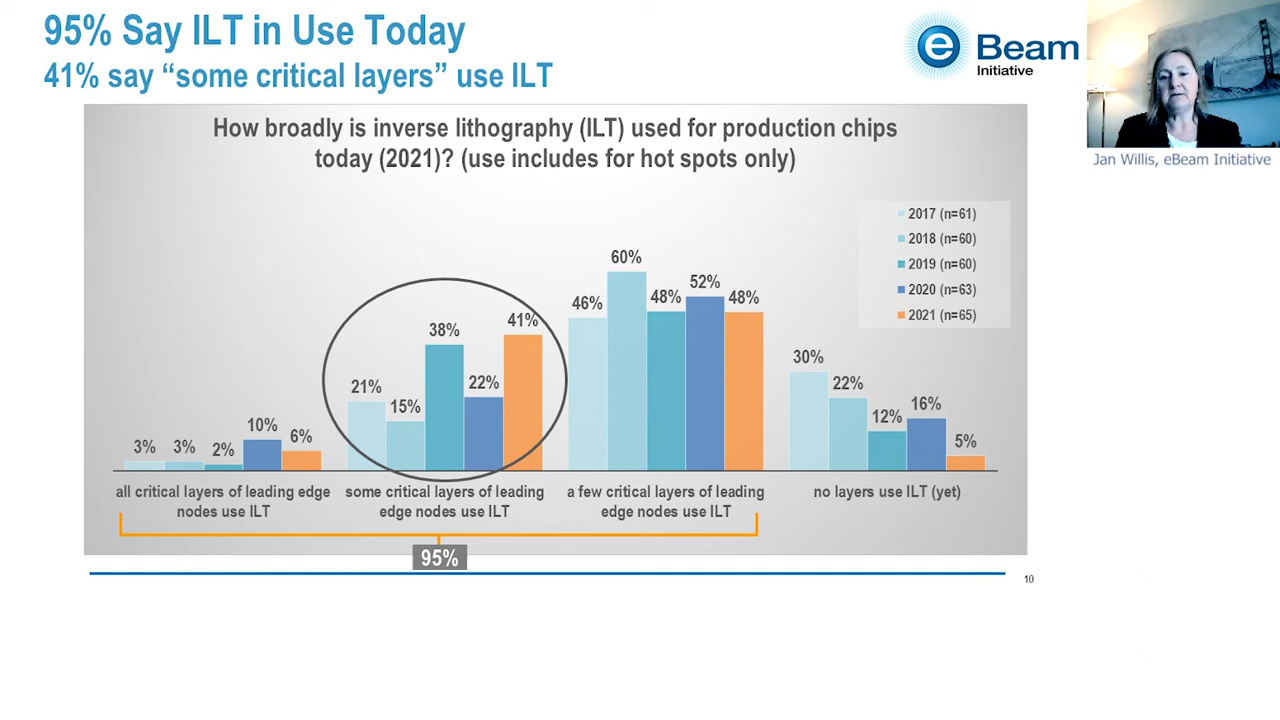 95% Say ILT in Use Today
41% say “some critical layers” use ILT
e Beam
Initiative
Jan Willis, eBeam Initiative
How broadly is inverse lithography (ILT) used for production chips
today (2021)? (use includes for hot spots only)
2017 (n=61)
2018 (n=60)
2019 (n=60)
2020 (n=63)
2021 (n=65)
3%
3%
2%
10%
6%
21%
15%
38%
22%
41%
46%
60%
48%
52%
48%
30%
22%
12%
16%
5%
all critical layers of leading edge
nodes use ILT
some critical layers of leading
edge nodes use ILT
a few critical layers of leading
edge nodes use ILT
no layers use ILT (yet)
95%
10